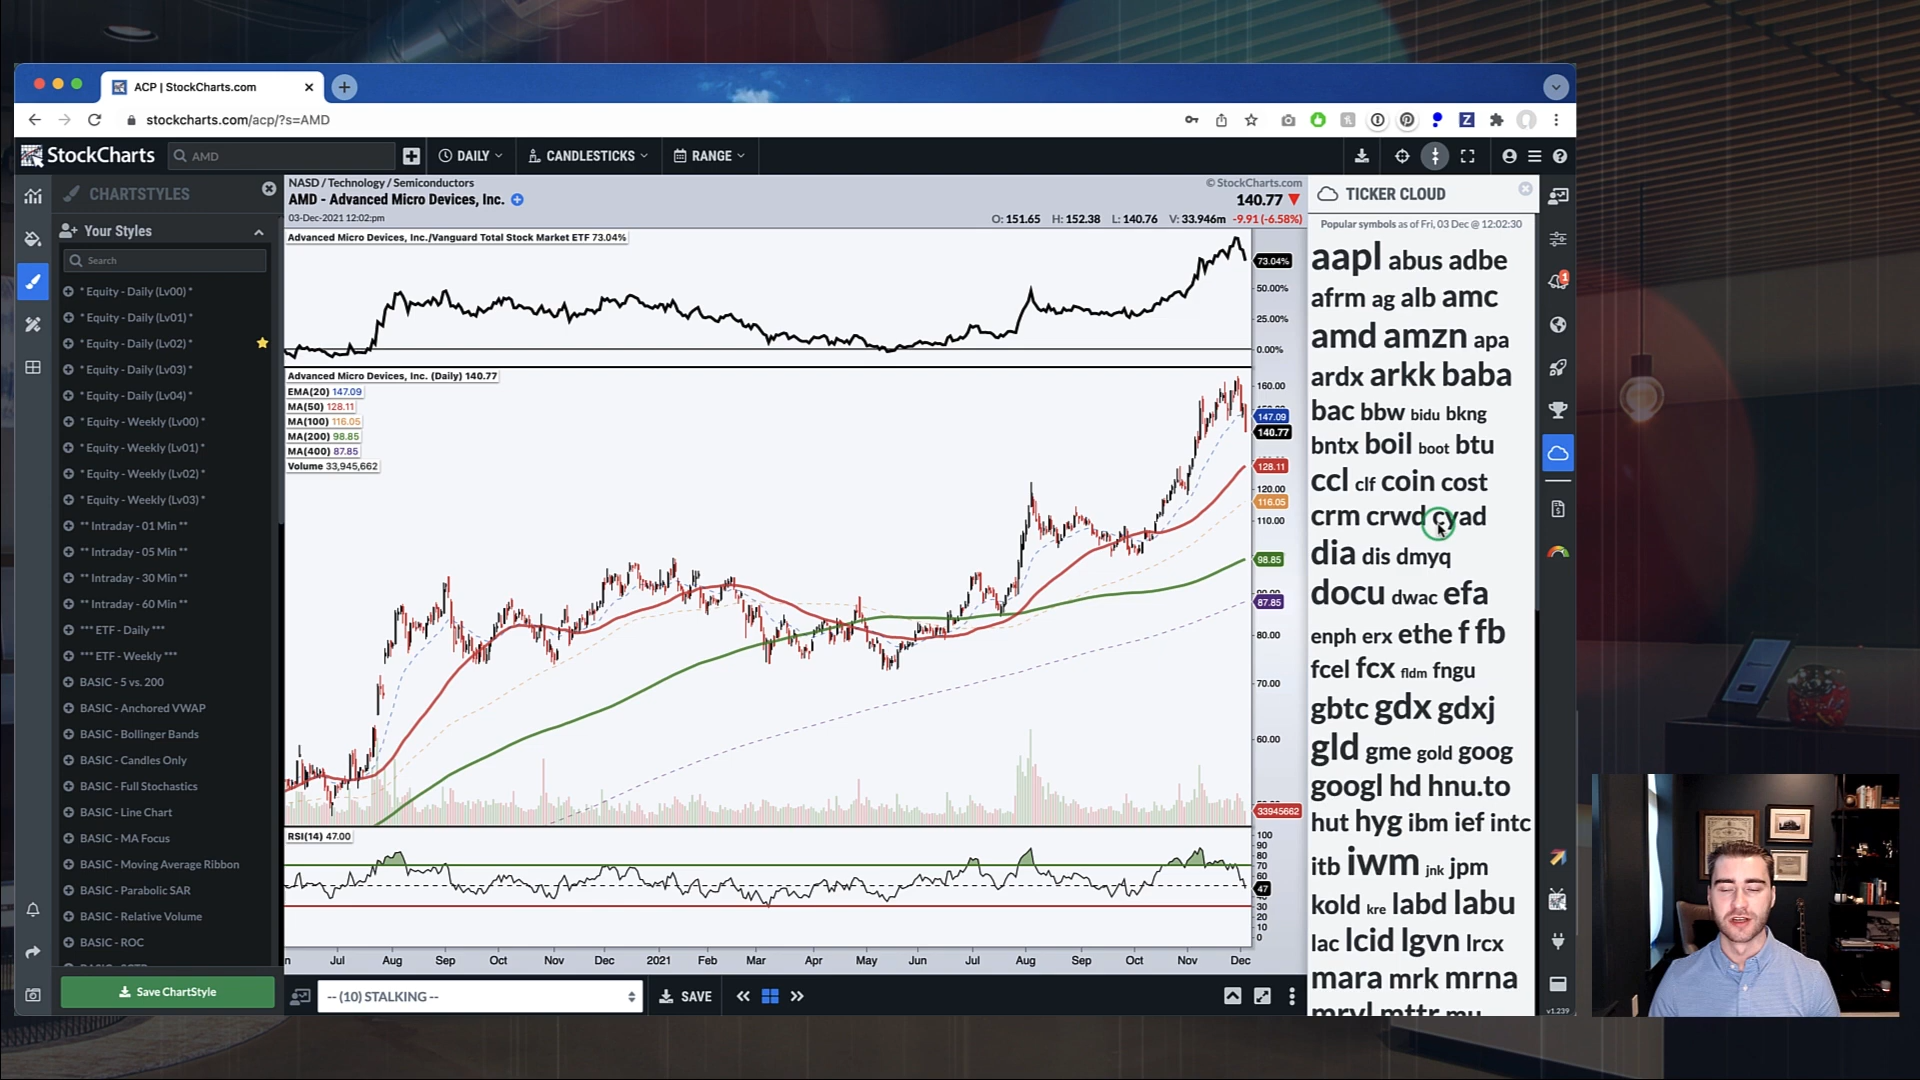 ACP | StockCharts.com
stockcharts.com/acp/?s=AMD
StockCharts
AMD
DAILY
CANDLESTICKS
RANGE
CHARTSTYLES
Your Styles
Search
* Equity - Daily (Lv00) *
* Equity - Daily (Lv01) *
* Equity - Daily (Lv02) *
* Equity - Daily (Lv03) *
* Equity - Daily (Lv04) *
* Equity - Weekly (Lv00) *
* Equity - Weekly (Lv01) *
* Equity - Weekly (Lv02) *
* Equity - Weekly (Lv03) *
** Intraday - 01 Min **
** Intraday - 05 Min **
** Intraday - 30 Min **
** Intraday - 60 Min **
*** ETF - Daily ***
*** ETF - Weekly ***
BASIC - 5 vs. 200
BASIC - Anchored VWAP
BASIC - Bollinger Bands
BASIC - Candles Only
BASIC - Full Stochastics
BASIC - Line Chart
BASIC - MA Focus
BASIC - Moving Average Ribbon
BASIC - Parabolic SAR
BASIC - Relative Volume
BASIC - ROC
Save ChartStyle
NASD / Technology / Semiconductors
© StockCharts.com
AMD - Advanced Micro Devices, Inc.
140.77
03-Dec-2021 12:02pm
O: 151.65 H: 152.38 L: 140.76 V: 33.946m -9.91 (-6.58%)
Advanced Micro Devices, Inc./Vanguard Total Stock Market ETF 73.04%
73.04%
50.00%
25.00%
0.00%
Advanced Micro Devices, Inc. (Daily) 140.77
EMA(20) 147.09
MA(50) 128.11
MA(100) 116.05
MA(200) 98.85
MA(400) 87.85
Volume 33,945,662
160.00
147.09
140.77
128.11
120.00
116.05
110.00
98.85
87.85
80.00
70.00
60.00
33945662
RSI(14) 47.00
100
90
80
70
60
47
30
20
10
0
Jul Aug Sep Oct Nov Dec 2021 Feb Mar Apr May Jun Jul Aug Sep Oct Nov Dec
-- (10) STALKING --
SAVE
TICKER CLOUD
Popular symbols as of Fri, 03 Dec @ 12:02:30
aapl abus adbe
afrm ag alb amc
amd amzn apa
ardx arkk baba
bac bbw bidu bkng
bntx boil boot btu
ccl clf coin cost
crm crwd cyad
dia dis dmyq
docu dwac efa
enph erx ethe f fb
fcel fcx fldm fngu
gbtc gdx gdxj
gld gme gold goog
googl hd hnu.to
hut hyg ibm ief intc
itb iwm jnk jpm
kold kre labd labu
lac lcid lgvn lrcx
mara mrk mrna
mrvl mttr mu
1
v1.239